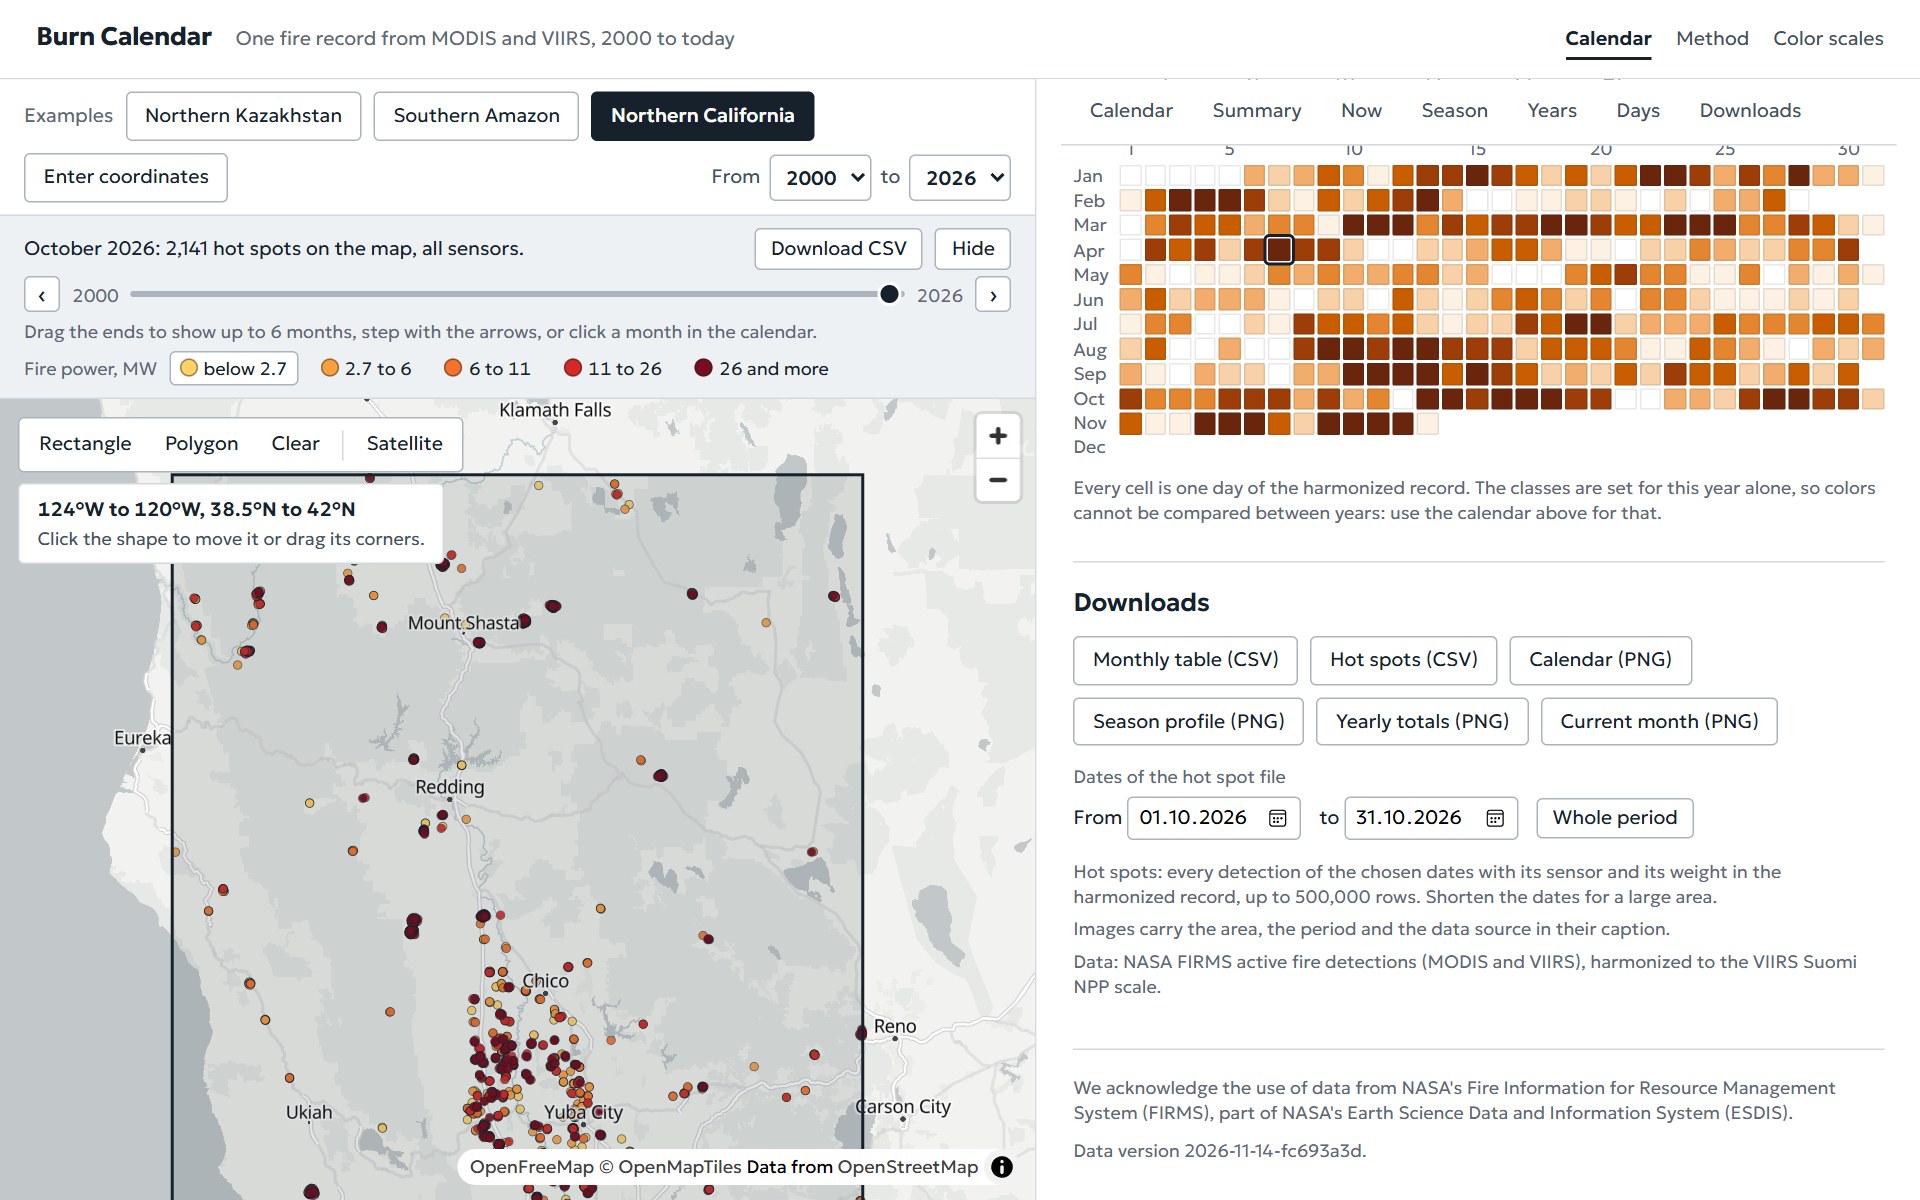 Burn Calendar
One fire record from MODIS and VIIRS, 2000 to today
Calendar
Method
Color scales
Examples
Northern Kazakhstan
Southern Amazon
Northern California
Enter coordinates
From 2000 to 2026
October 2026: 2,141 hot spots on the map, all sensors.
Download CSV
Hide
‹ 2000 2026 ›
Drag the ends to show up to 6 months, step with the arrows, or click a month in the calendar.
Fire power, MW
below 2.7
2.7 to 6
6 to 11
11 to 26
26 and more
Rectangle
Polygon
Clear
Satellite
124°W to 120°W, 38.5°N to 42°N
Click the shape to move it or drag its corners.
+
−
Klamath Falls
Mount Shasta
Eureka
Redding
Chico
Reno
Ukiah
Yuba City
Carson City
OpenFreeMap © OpenMapTiles Data from OpenStreetMap
Calendar
Summary
Now
Season
Years
Days
Downloads
1 5 10 15 20 25 30
Jan
Feb
Mar
Apr
May
Jun
Jul
Aug
Sep
Oct
Nov
Dec
Every cell is one day of the harmonized record. The classes are set for this year alone, so colors
cannot be compared between years: use the calendar above for that.
Downloads
Monthly table (CSV)
Hot spots (CSV)
Calendar (PNG)
Season profile (PNG)
Yearly totals (PNG)
Current month (PNG)
Dates of the hot spot file
From 01.10.2026 to 31.10.2026
Whole period
Hot spots: every detection of the chosen dates with its sensor and its weight in the
harmonized record, up to 500,000 rows. Shorten the dates for a large area.
Images carry the area, the period and the data source in their caption.
Data: NASA FIRMS active fire detections (MODIS and VIIRS), harmonized to the VIIRS Suomi
NPP scale.
We acknowledge the use of data from NASA's Fire Information for Resource Management
System (FIRMS), part of NASA's Earth Science Data and Information System (ESDIS).
Data version 2026-11-14-fc693a3d.